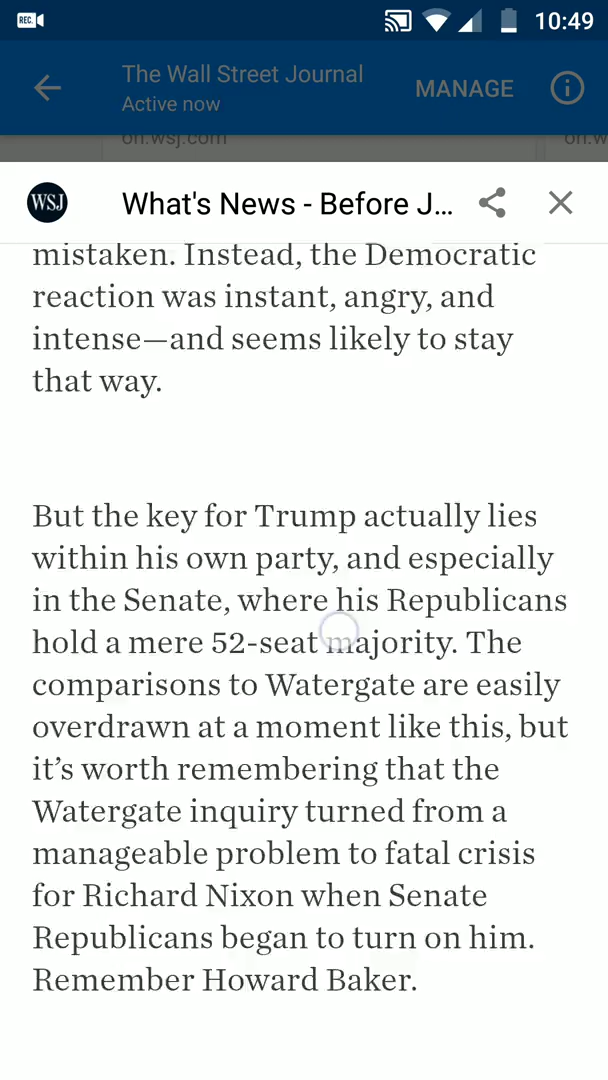 REC.
10:49
The Wall Street Journal
MANAGE
Active now
on.wsj.com
on.w
WSJ
What's News - Before J...
mistaken. Instead, the Democratic
reaction was instant, angry, and
intense—and seems likely to stay
that way.
But the key for Trump actually lies
within his own party, and especially
in the Senate, where his Republicans
hold a mere 52-seat majority. The
comparisons to Watergate are easily
overdrawn at a moment like this, but
it’s worth remembering that the
Watergate inquiry turned from a
manageable problem to fatal crisis
for Richard Nixon when Senate
Republicans began to turn on him.
Remember Howard Baker.